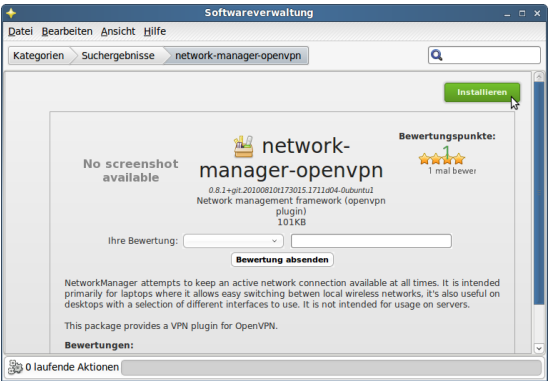 Softwareverwaltung
Datei Bearbeiten Ansicht Hilfe
Kategorien Suchergebnisse network-manager-openvpn
Installieren
No screenshot
available
network-
manager-openvpn
0.8.1+git.20100810t173015.1711d04-0ubuntu1
Network management framework (openvpn
plugin)
101KB
Bewertungspunkte:
1
1 mal bewer
Ihre Bewertung:
Bewertung absenden
NetworkManager attempts to keep an active network connection available at all times. It is intended
primarily for laptops where it allows easy switching betwen local wireless networks, it's also useful on
desktops with a selection of different interfaces to use. It is not intended for usage on servers.
This package provides a VPN plugin for OpenVPN.
Bewertungen:
0 laufende Aktionen